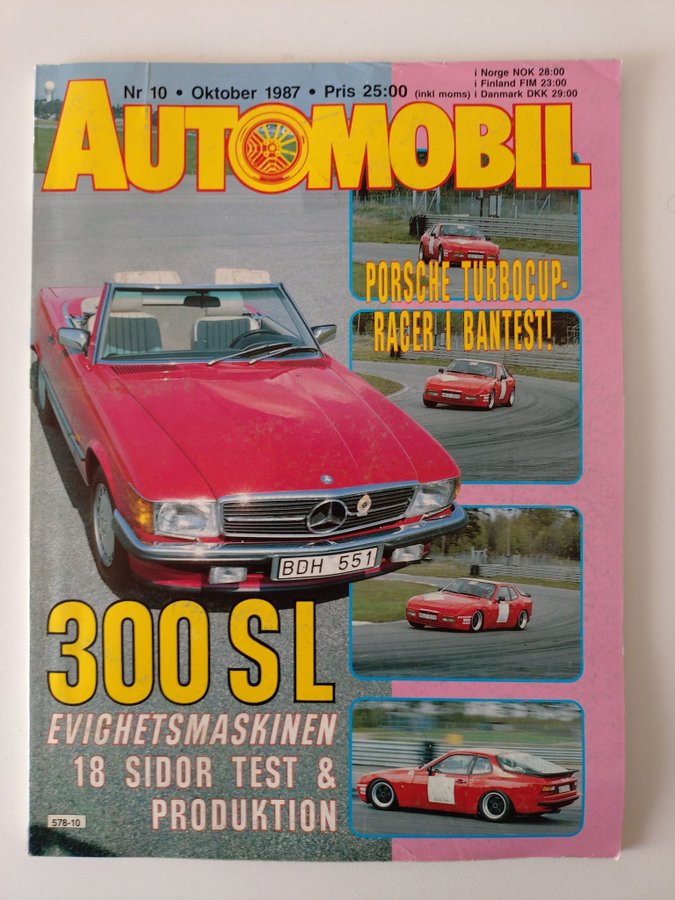 Nr 10 • Oktober 1987 • Pris 25:00 (inkl moms)
i Norge NOK 28:00
i Finland FIM 23:00
i Danmark DKK 29:00
AUTOMOBIL
PORSCHE TURBOCUP-
RACER I BANTEST!
BDH 551
300 SL
EVIGHETSMASKINEN
18 SIDOR TEST &
PRODUKTION
578-10